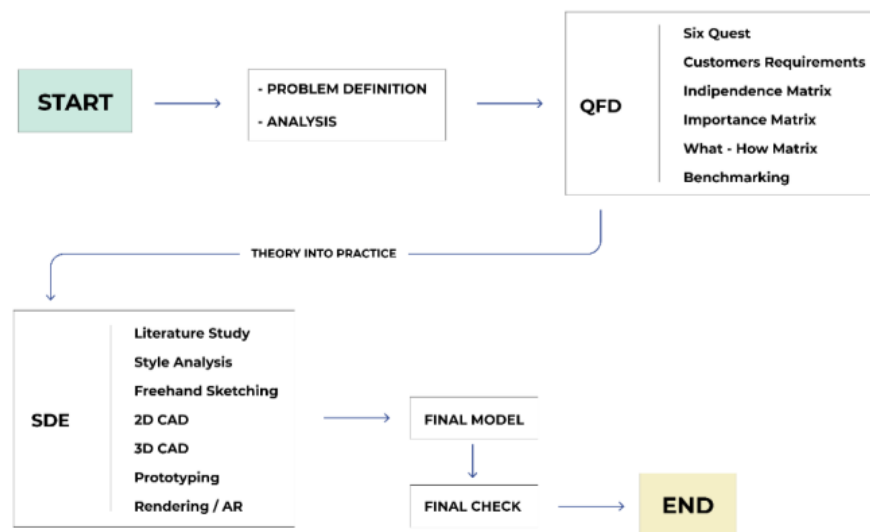 START
- PROBLEM DEFINITION
- ANALYSIS
QFD
Six Quest
Customers Requirements
Indipendence Matrix
Importance Matrix
What - How Matrix
Benchmarking
THEORY INTO PRACTICE
SDE
Literature Study
Style Analysis
Freehand Sketching
2D CAD
3D CAD
Prototyping
Rendering / AR
FINAL MODEL
FINAL CHECK
END